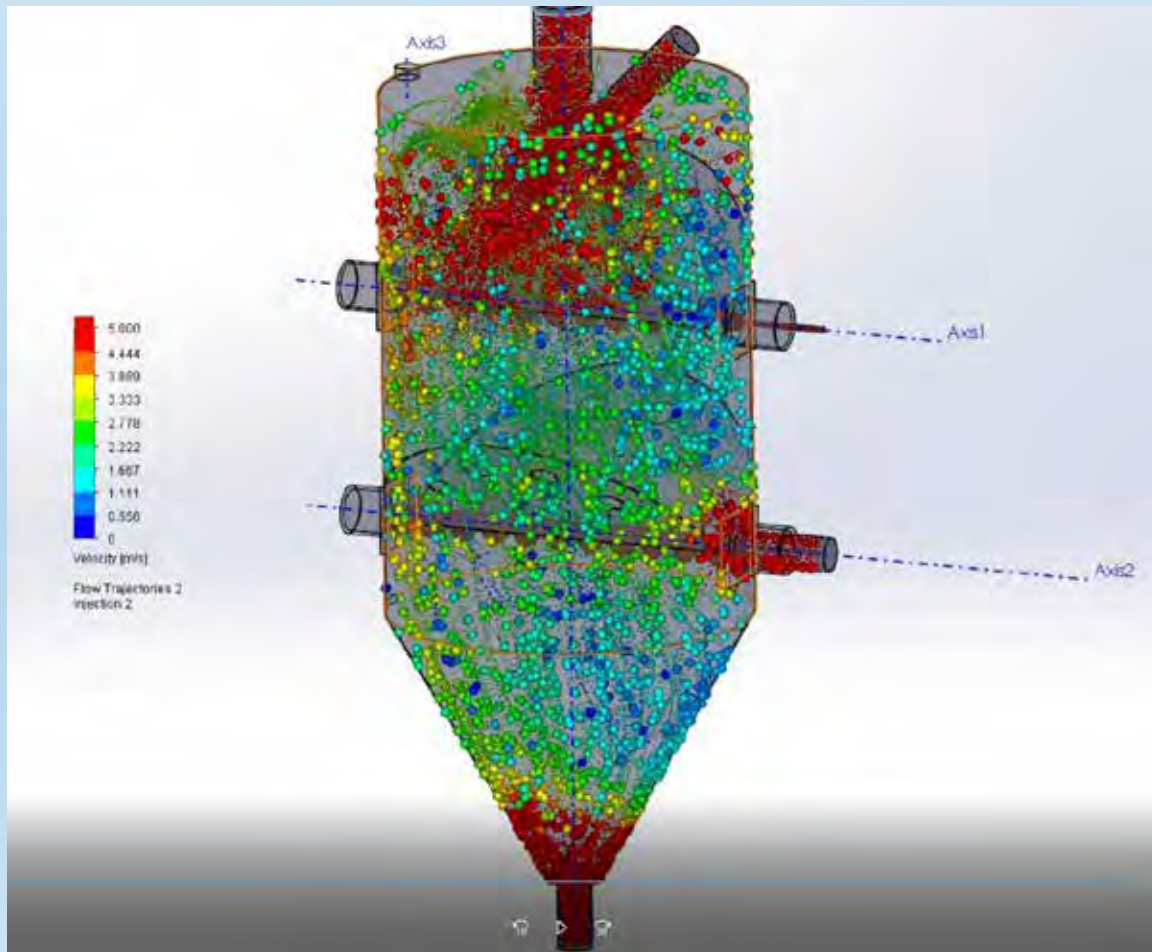 Axis3
Axis1
5.600
4.444
3.889
3.333
2.778
2.222
1.667
1.111
0.556
0
Velocity [m/s]
Flow Trajectories 2
Injection 2
Axis2